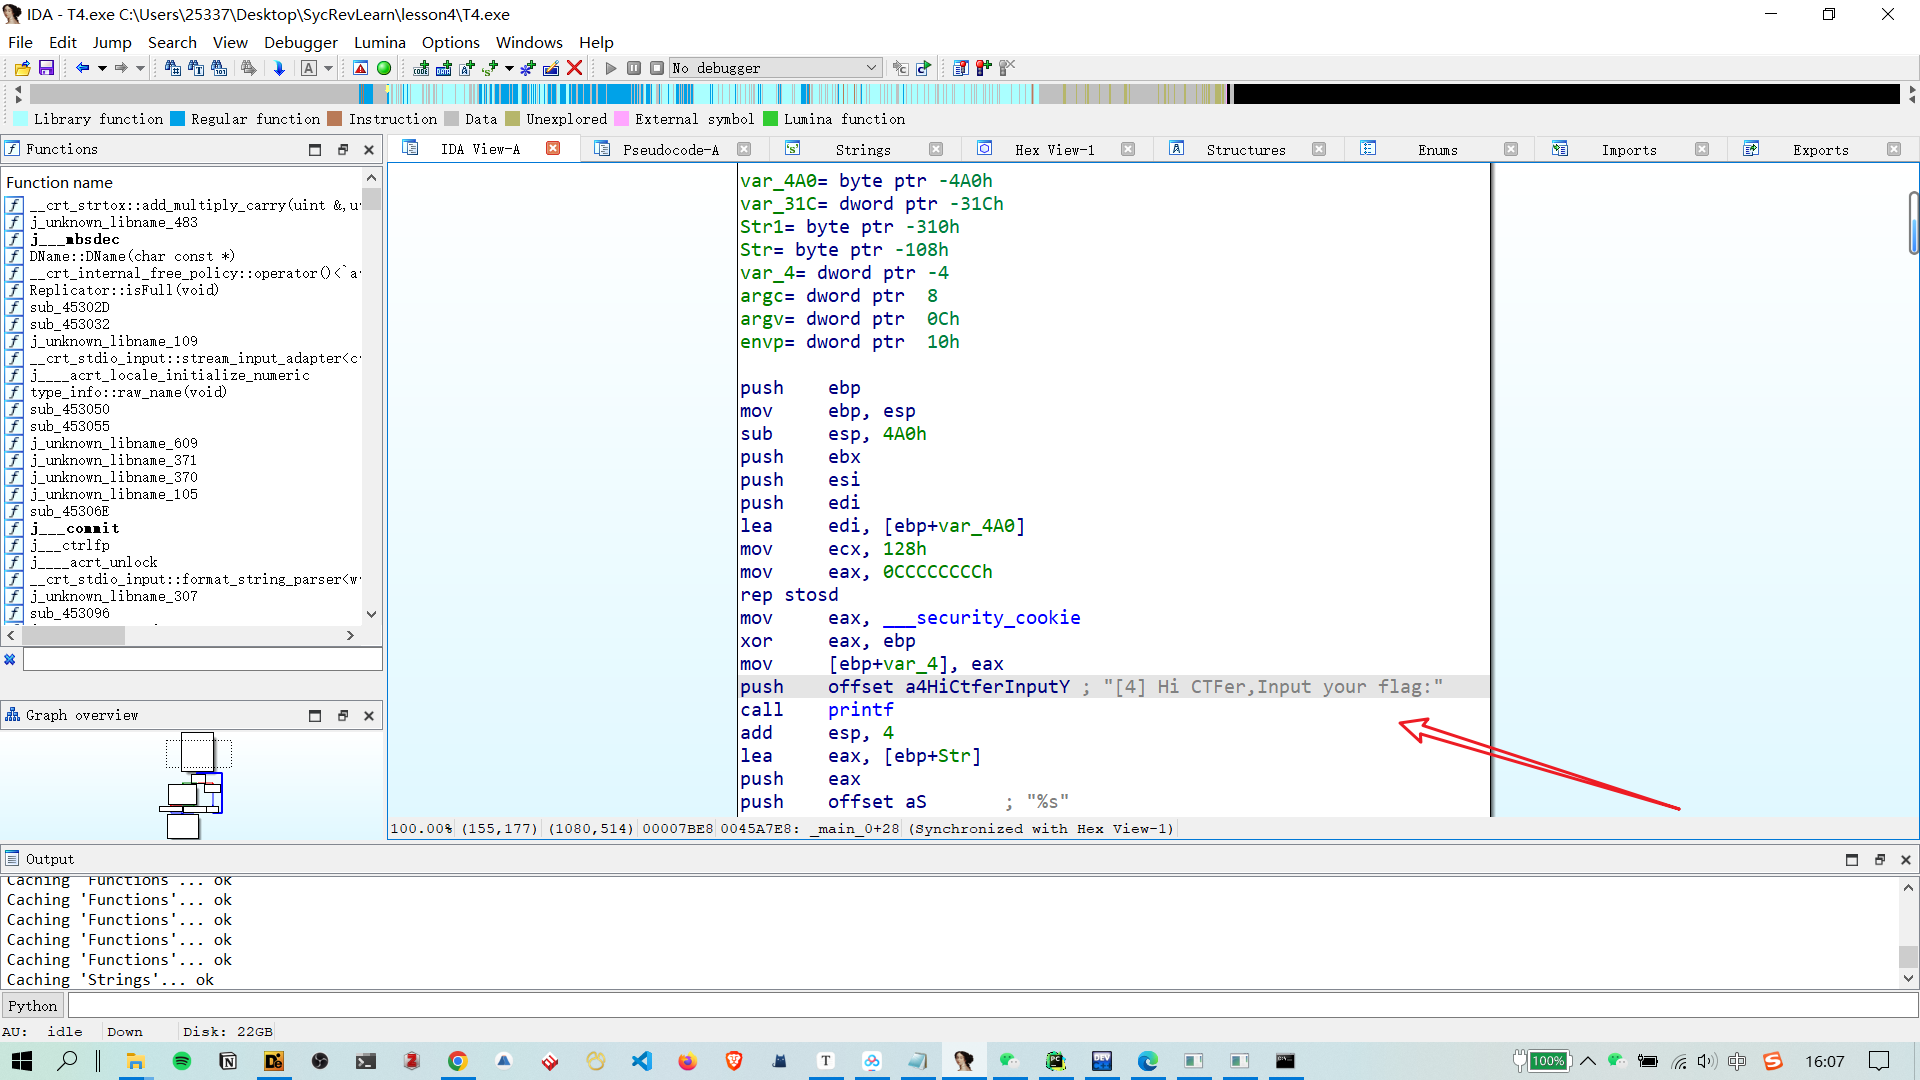 IDA - T4.exe C:\Users\25337\Desktop\SycRevLearn\lesson4\T4.exe
File Edit Jump Search View Debugger Lumina Options Windows Help
No debugger
Library function Regular function Instruction Data Unexplored External symbol Lumina function
Functions
IDA View-A Pseudocode-A Strings Hex View-1 Structures Enums Imports Exports
Function name
__crt_strtox::add_multiply_carry(uint &,u
j_unknown_libname_483
j___mbsdec
DName::DName(char const *)
__crt_internal_free_policy::operator()<`a
Replicator::isFull(void)
sub_45302D
sub_453032
j_unknown_libname_109
__crt_stdio_input::stream_input_adapter<c
j____acrt_locale_initialize_numeric
type_info::raw_name(void)
sub_453050
sub_453055
j_unknown_libname_609
j_unknown_libname_371
j_unknown_libname_370
j_unknown_libname_105
sub_45306E
j___commit
j___ctrlfp
j____acrt_unlock
__crt_stdio_input::format_string_parser<w
j_unknown_libname_307
sub_453096
Graph overview
var_4A0= byte ptr -4A0h
var_31C= dword ptr -31Ch
Str1= byte ptr -310h
Str= byte ptr -108h
var_4= dword ptr -4
argc= dword ptr  8
argv= dword ptr  0Ch
envp= dword ptr  10h
push    ebp
mov     ebp, esp
sub     esp, 4A0h
push    ebx
push    esi
push    edi
lea     edi, [ebp+var_4A0]
mov     ecx, 128h
mov     eax, 0CCCCCCCCh
rep stosd
mov     eax, ___security_cookie
xor     eax, ebp
mov     [ebp+var_4], eax
push    offset a4HiCtferInputY ; "[4] Hi CTFer,Input your flag:"
call    printf
add     esp, 4
lea     eax, [ebp+Str]
push    eax
push    offset aS       ; "%s"
100.00% (155,177) (1080,514) 00007BE8 0045A7E8: _main_0+28 (Synchronized with Hex View-1)
Output
Caching 'Functions'... ok
Caching 'Functions'... ok
Caching 'Functions'... ok
Caching 'Functions'... ok
Caching 'Functions'... ok
Caching 'Strings'... ok
Python
AU: idle Down Disk: 22GB
100% 中 16:07